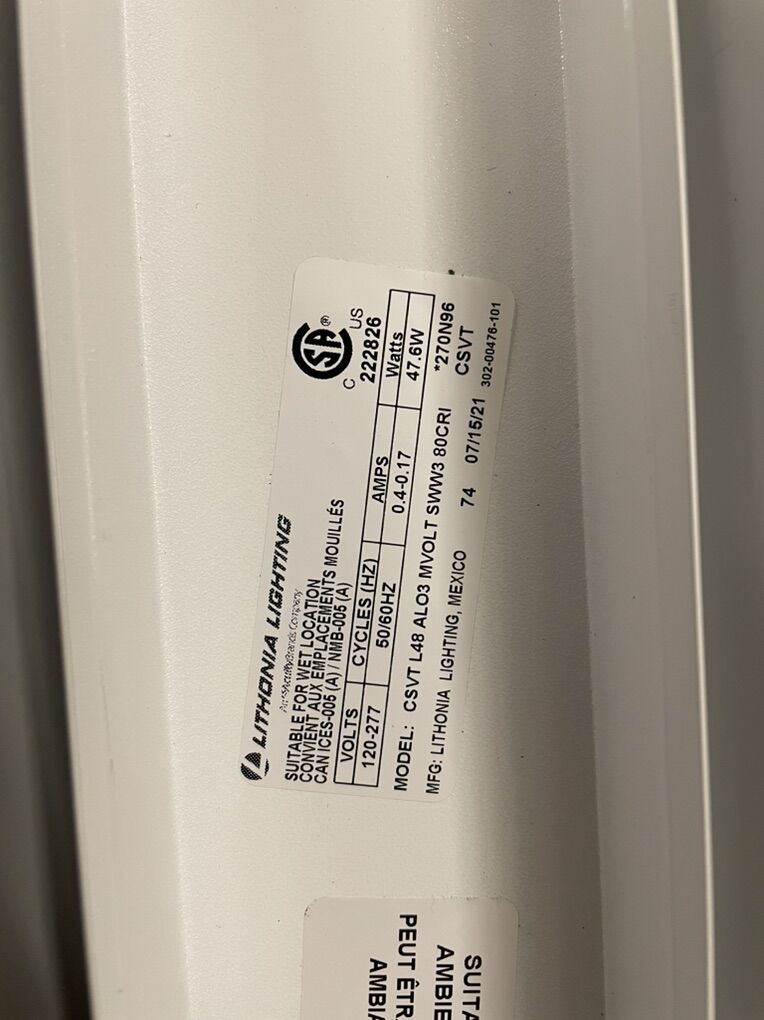 LITHONIA LIGHTING
An AcuityBrands Company
SUITABLE FOR WET LOCATION
CONVIENT AUX EMPLACEMENTS MOUILLÉS
CAN ICES-005 (A) / NMB-005 (A)
C SA ® US
222826
VOLTS CYCLES (HZ) AMPS Watts
120-277 50/60HZ 0.4-0.17 47.6W
MODEL: CSVT L48 ALO3 MVOLT SWW3 80CRI *270N96
MFG: LITHONIA LIGHTING, MEXICO 74 07/15/21 CSVT
302-00476-101
SUITA
AMBIE
PEUT ÊTR
AMBIA